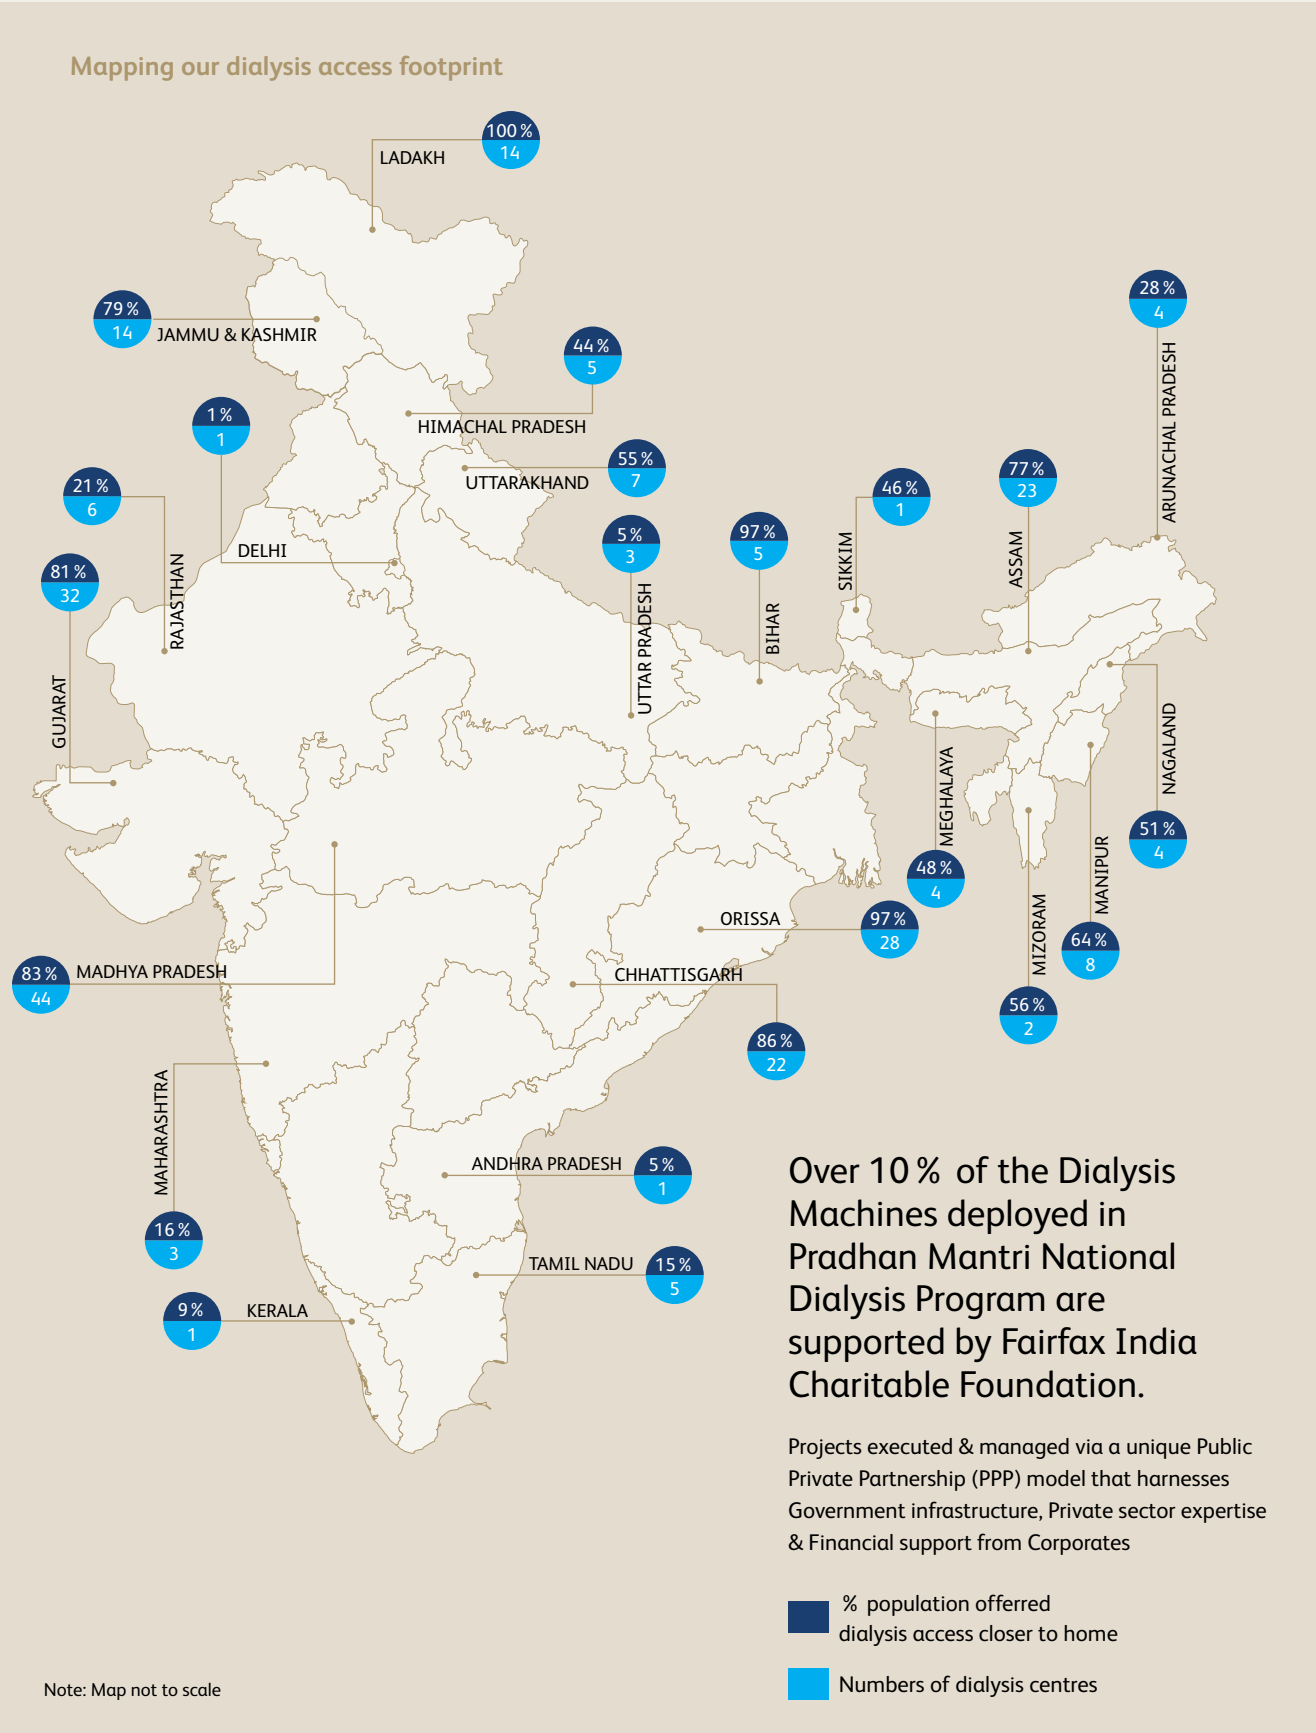 Mapping our dialysis access footprint
100 %
14
LADAKH
79 %
14
JAMMU & KASHMIR
28 %
4
ARUNACHAL PRADESH
44 %
5
HIMACHAL PRADESH
1 %
1
DELHI
55 %
7
UTTARAKHAND
77 %
23
ASSAM
21 %
6
RAJASTHAN
46 %
1
SIKKIM
5 %
3
UTTAR PRADESH
97 %
5
BIHAR
81 %
32
GUJARAT
NAGALAND
51 %
4
MEGHALAYA
48 %
4
MANIPUR
64 %
8
MIZORAM
56 %
2
ORISSA
97 %
28
83 %
44
MADHYA PRADESH
CHHATTISGARH
86 %
22
MAHARASHTRA
16 %
3
ANDHRA PRADESH
5 %
1
TAMIL NADU
15 %
5
9 %
1
KERALA
Over 10 % of the Dialysis
Machines deployed in
Pradhan Mantri National
Dialysis Program are
supported by Fairfax India
Charitable Foundation.
Projects executed & managed via a unique Public
Private Partnership (PPP) model that harnesses
Government infrastructure, Private sector expertise
& Financial support from Corporates
% population offerred
dialysis access closer to home
Numbers of dialysis centres
Note: Map not to scale